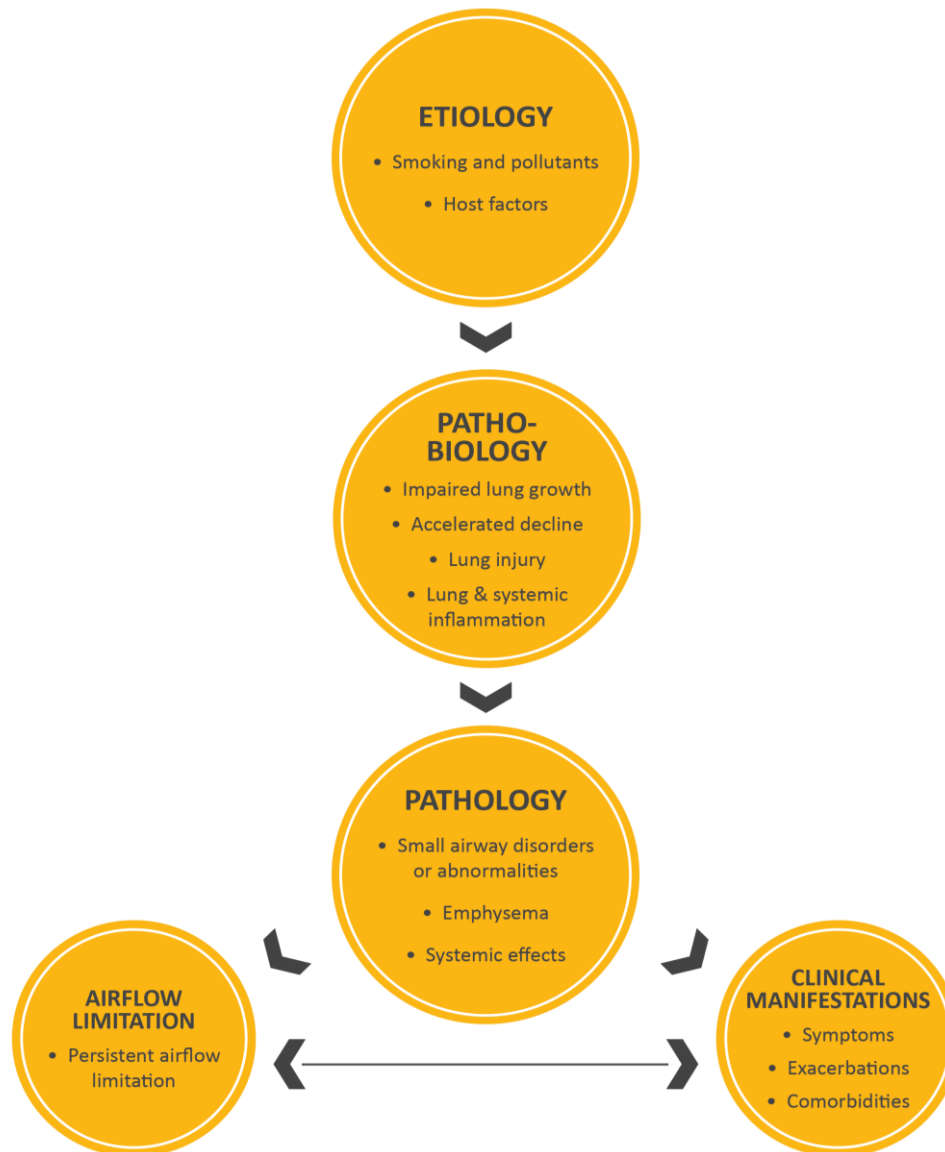 ETIOLOGY
• Smoking and pollutants
• Host factors
PATHO-
BIOLOGY
• Impaired lung growth
• Accelerated decline
• Lung injury
• Lung & systemic
inflammation
PATHOLOGY
• Small airway disorders
or abnormalities
• Emphysema
• Systemic effects
AIRFLOW
LIMITATION
• Persistent airflow
limitation
CLINICAL
MANIFESTATIONS
• Symptoms
• Exacerbations
• Comorbidities